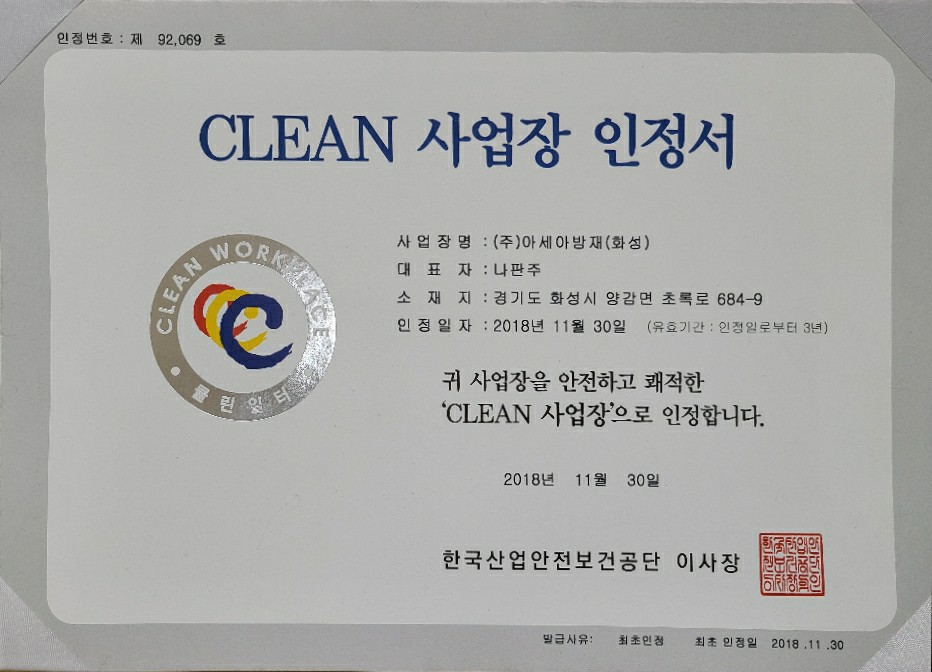 인정번호 : 제 92,069 호
CLEAN 사업장 인정서
CLEAN WORKPLACE
클린일터
사업장명 : (주)아세아방재(화성)
대표자 : 나판주
소재지 : 경기도 화성시 양감면 초록로 684-9
인정일자 : 2018년 11월 30일 (유효기간 : 인정일로부터 3년)
귀 사업장을 안전하고 쾌적한
‘CLEAN 사업장’으로 인정합니다.
2018년 11월 30일
한국산업안전보건공단 이사장
발급사유: 최초인정 최초 인정일 2018 .11 .30